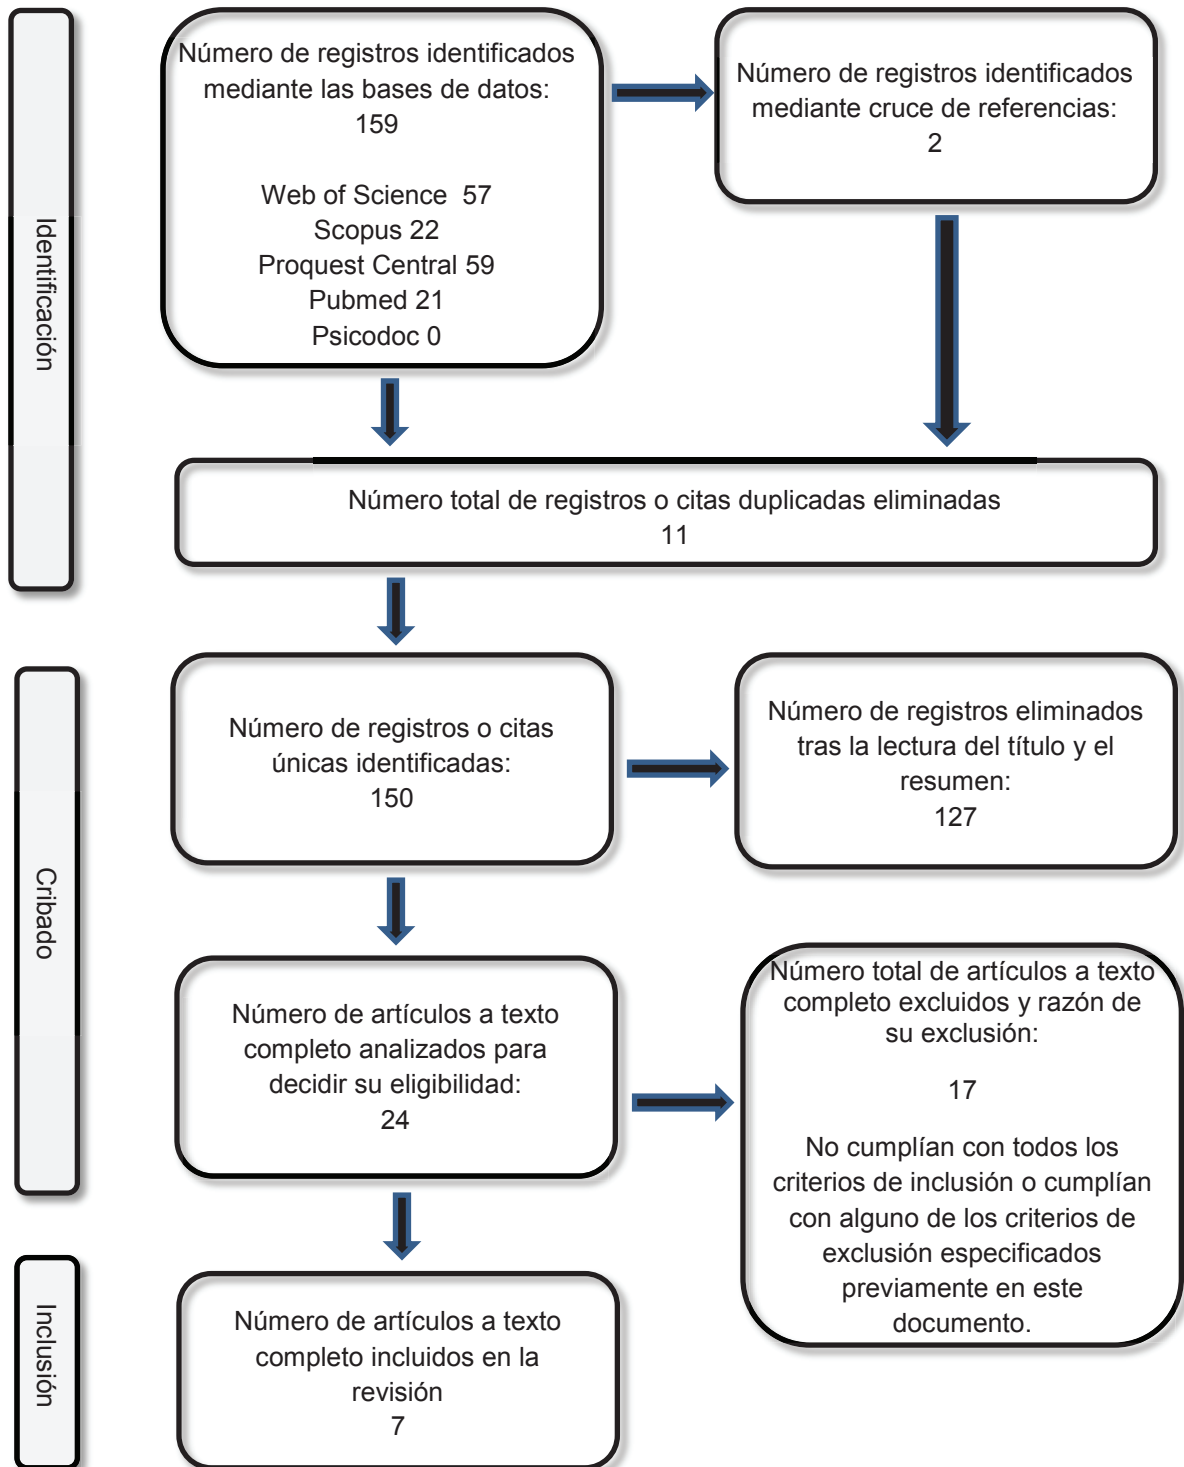 Identificación
Número de registros identificados
mediante las bases de datos:
159
Web of Science 57
Scopus 22
Proquest Central 59
Pubmed 21
Psicodoc 0
Número de registros identificados
mediante cruce de referencias:
2
Número total de registros o citas duplicadas eliminadas
11
Cribado
Número de registros o citas
únicas identificadas:
150
Número de registros eliminados
tras la lectura del título y el
resumen:
127
Número de artículos a texto
completo analizados para
decidir su eligibilidad:
24
Número total de artículos a texto
completo excluidos y razón de
su exclusión:
17
No cumplían con todos los
criterios de inclusión o cumplían
con alguno de los criterios de
exclusión especificados
previamente en este
documento.
Inclusión
Número de artículos a texto
completo incluidos en la
revisión
7